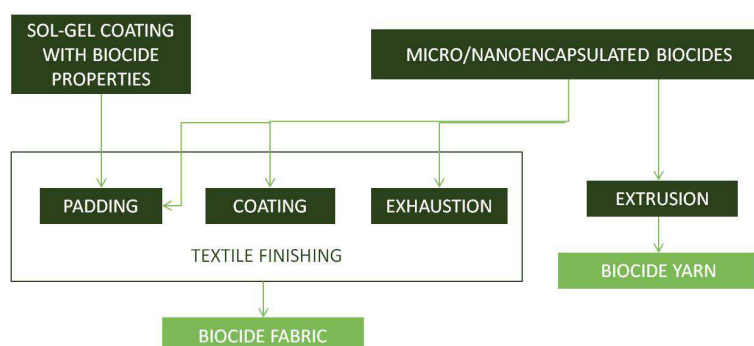 SOL-GEL COATING
WITH BIOCIDE
PROPERTIES
MICRO/NANOENCAPSULATED BIOCIDES
PADDING
COATING
EXHAUSTION
EXTRUSION
TEXTILE FINISHING
BIOCIDE YARN
BIOCIDE FABRIC